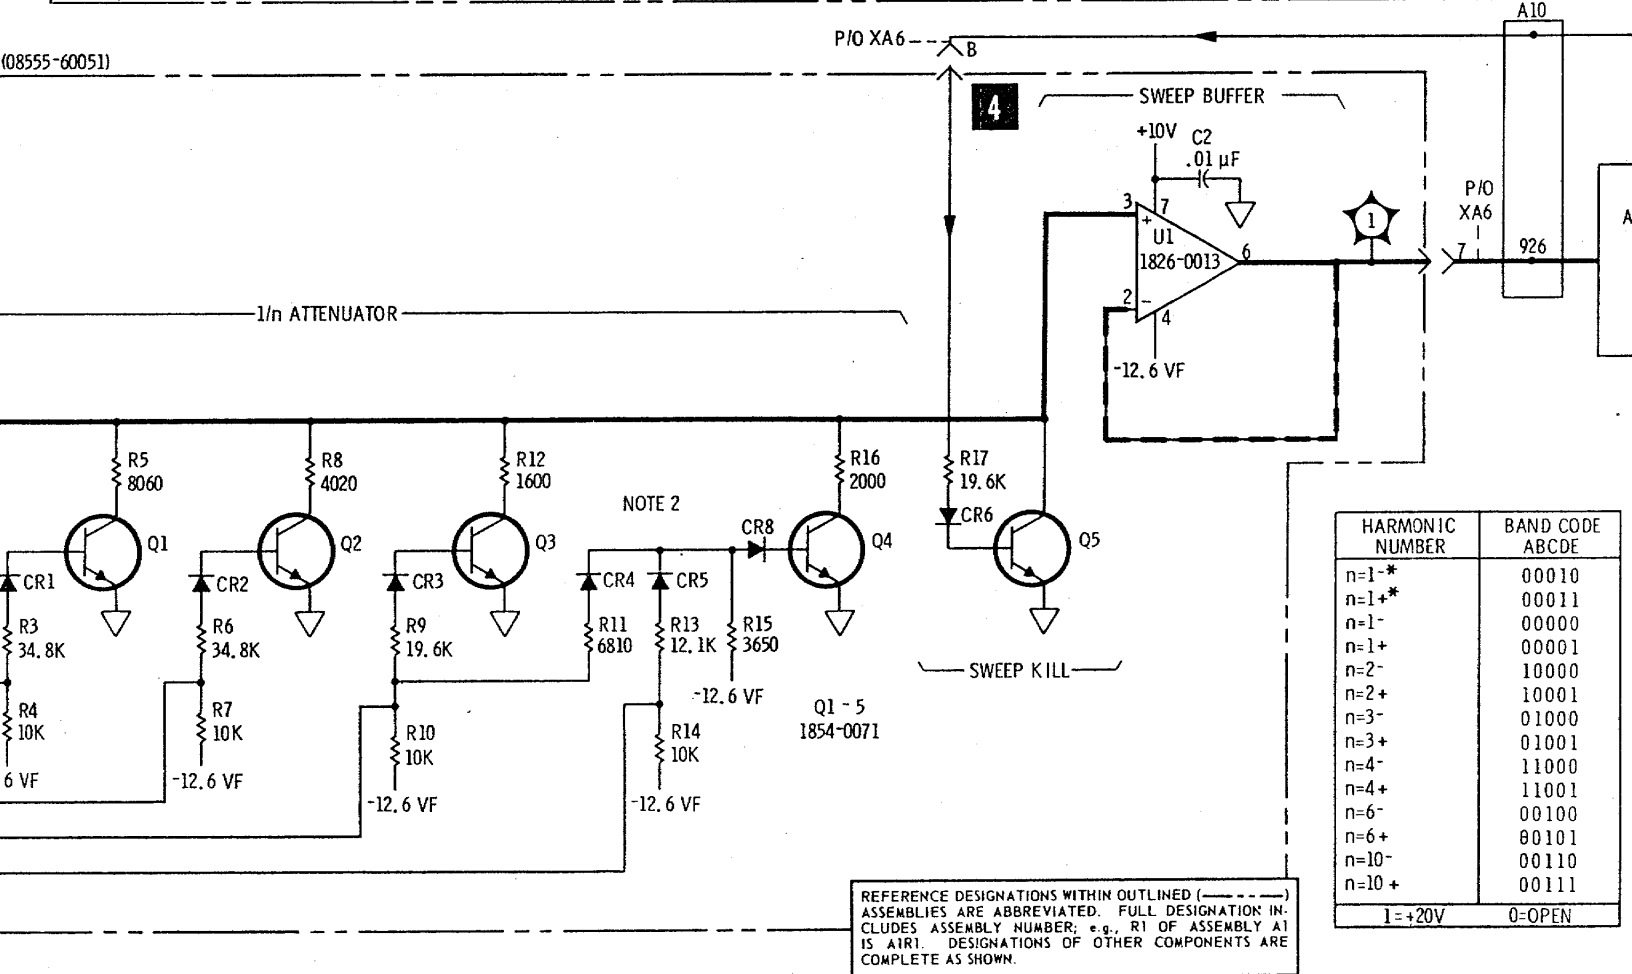 A10
P/O XA6
B
(08555-60051)
4
SWEEP BUFFER
+10V
C2
.01 µF
P/O
XA6
3
7
+
U1
1826-0013
6
1
7
926
A
2
−
4
-12.6 VF
1/n ATTENUATOR
R5
8060
R8
4020
R12
1600
R16
2000
R17
19.6K
NOTE 2
CR8
CR6
Q1
Q2
Q3
Q4
Q5
CR1
CR2
CR3
CR4
CR5
R3
34.8K
R6
34.8K
R9
19.6K
R11
6810
R13
12.1K
R15
3650
SWEEP KILL
-12.6 VF
R4
10K
R7
10K
R10
10K
R14
10K
Q1 - 5
1854-0071
6 VF
-12.6 VF
-12.6 VF
-12.6 VF
HARMONIC NUMBER BAND CODE ABCDE
n=1-* 00010
n=1+* 00011
n=1- 00000
n=1+ 00001
n=2- 10000
n=2+ 10001
n=3- 01000
n=3+ 01001
n=4- 11000
n=4+ 11001
n=6- 00100
n=6+ 00101
n=10- 00110
n=10+ 00111
1=+20V 0=OPEN
REFERENCE DESIGNATIONS WITHIN OUTLINED ( )
ASSEMBLIES ARE ABBREVIATED. FULL DESIGNATION IN-
CLUDES ASSEMBLY NUMBER; e.g., R1 OF ASSEMBLY A1
IS A1R1. DESIGNATIONS OF OTHER COMPONENTS ARE
COMPLETE AS SHOWN.